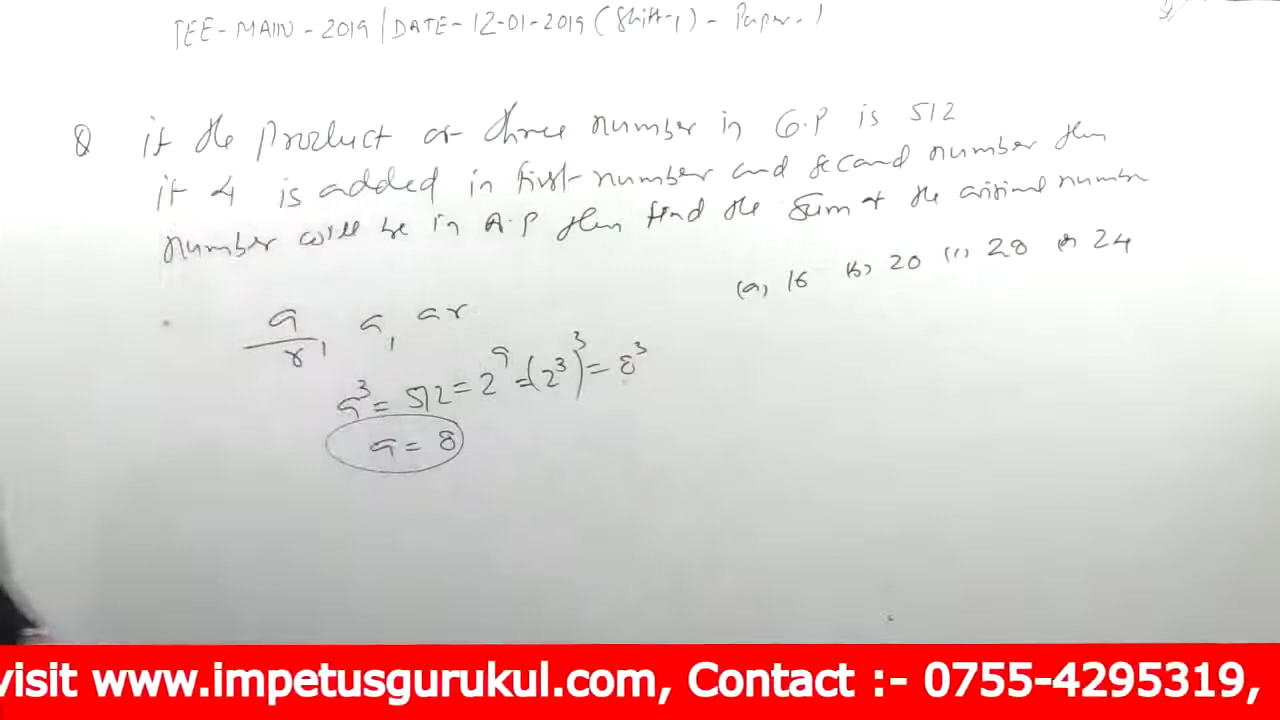 JEE-MAIN-2019 | DATE-12-01-2019 (Shift-1) - Paper-1
Q if the product of three number in G.P is 512
if 4 is added in first number and second number then
number will be in A.P then find the sum of the original number
(a) 16 (b) 20 (c) 28 (d) 24
a/r, a, ar
a³ = 512 = 2⁹ = (2³)³ = 8³
a = 8
visit www.impetusgurukul.com, Contact :- 0755-4295319,